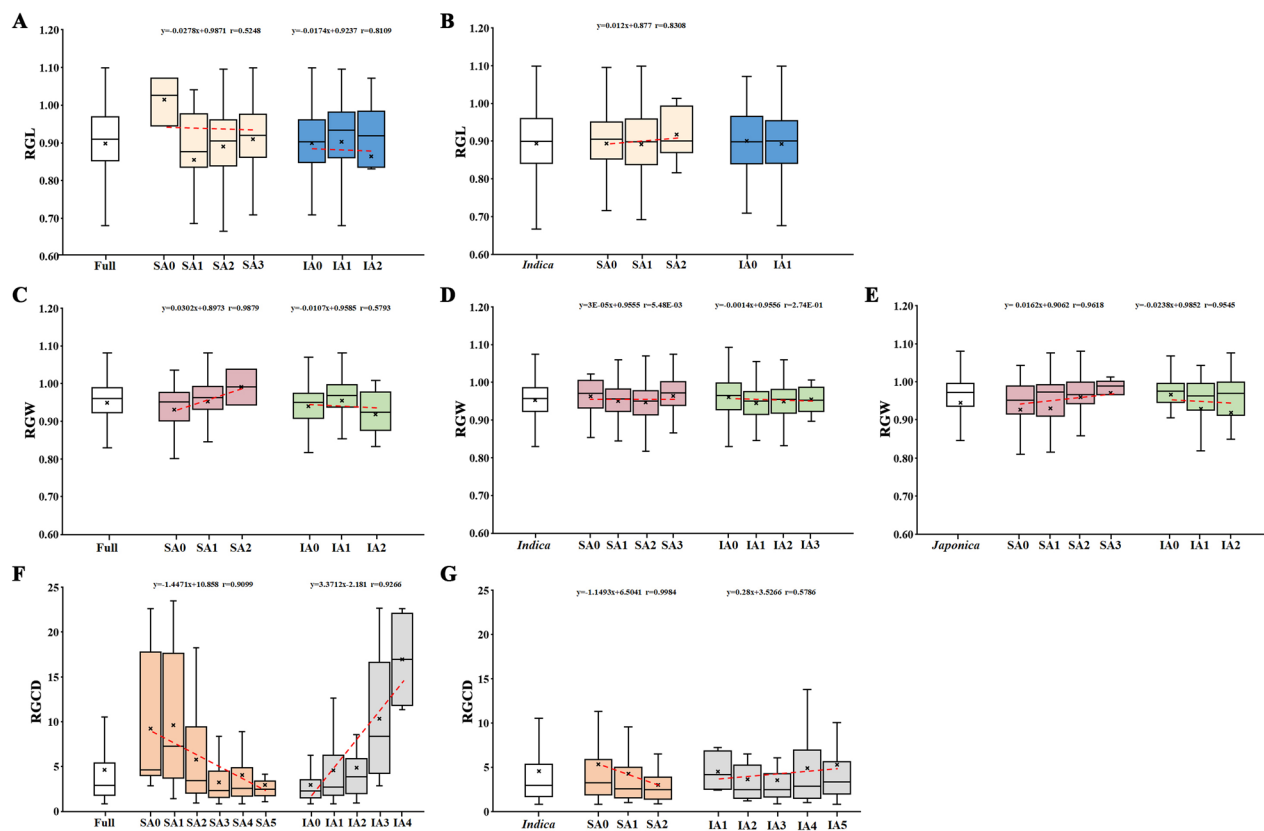 A
y=-0.0278x+0.9871 r=0.5248 y=-0.0174x+0.9237 r=0.8109
1.20
1.10
1.00
0.90
0.80
0.70
0.60
RGL
Full SA0 SA1 SA2 SA3 IA0 IA1 IA2
B
y=0.012x+0.877 r=0.8308
1.20
1.10
1.00
0.90
0.80
0.70
0.60
RGL
Indica SA0 SA1 SA2 IA0 IA1
C
y=0.0302x+0.8973 r=0.9879 y=-0.0107x+0.9585 r=0.5793
1.20
1.10
1.00
0.90
0.80
0.70
0.60
RGW
Full SA0 SA1 SA2 IA0 IA1 IA2
D
y=3E-05x+0.9555 r=5.48E-03 y=-0.0014x+0.9556 r=2.74E-01
1.20
1.10
1.00
0.90
0.80
0.70
0.60
RGW
Indica SA0 SA1 SA2 SA3 IA0 IA1 IA2 IA3
E
y= 0.0162x+0.9062 r=0.9618 y=-0.0238x+0.9852 r=0.9545
1.20
1.10
1.00
0.90
0.80
0.70
0.60
RGW
Japonica SA0 SA1 SA2 SA3 IA0 IA1 IA2
F
y=-1.4471x+10.858 r=0.9099 y=3.3712x-2.181 r=0.9266
25
20
15
10
5
0
RGCD
Full SA0 SA1 SA2 SA3 SA4 SA5 IA0 IA1 IA2 IA3 IA4
G
y=-1.1493x+6.5041 r=0.9984 y=0.28x+3.5266 r=0.5786
25
20
15
10
5
0
RGCD
Indica SA0 SA1 SA2 IA1 IA2 IA3 IA4 IA5